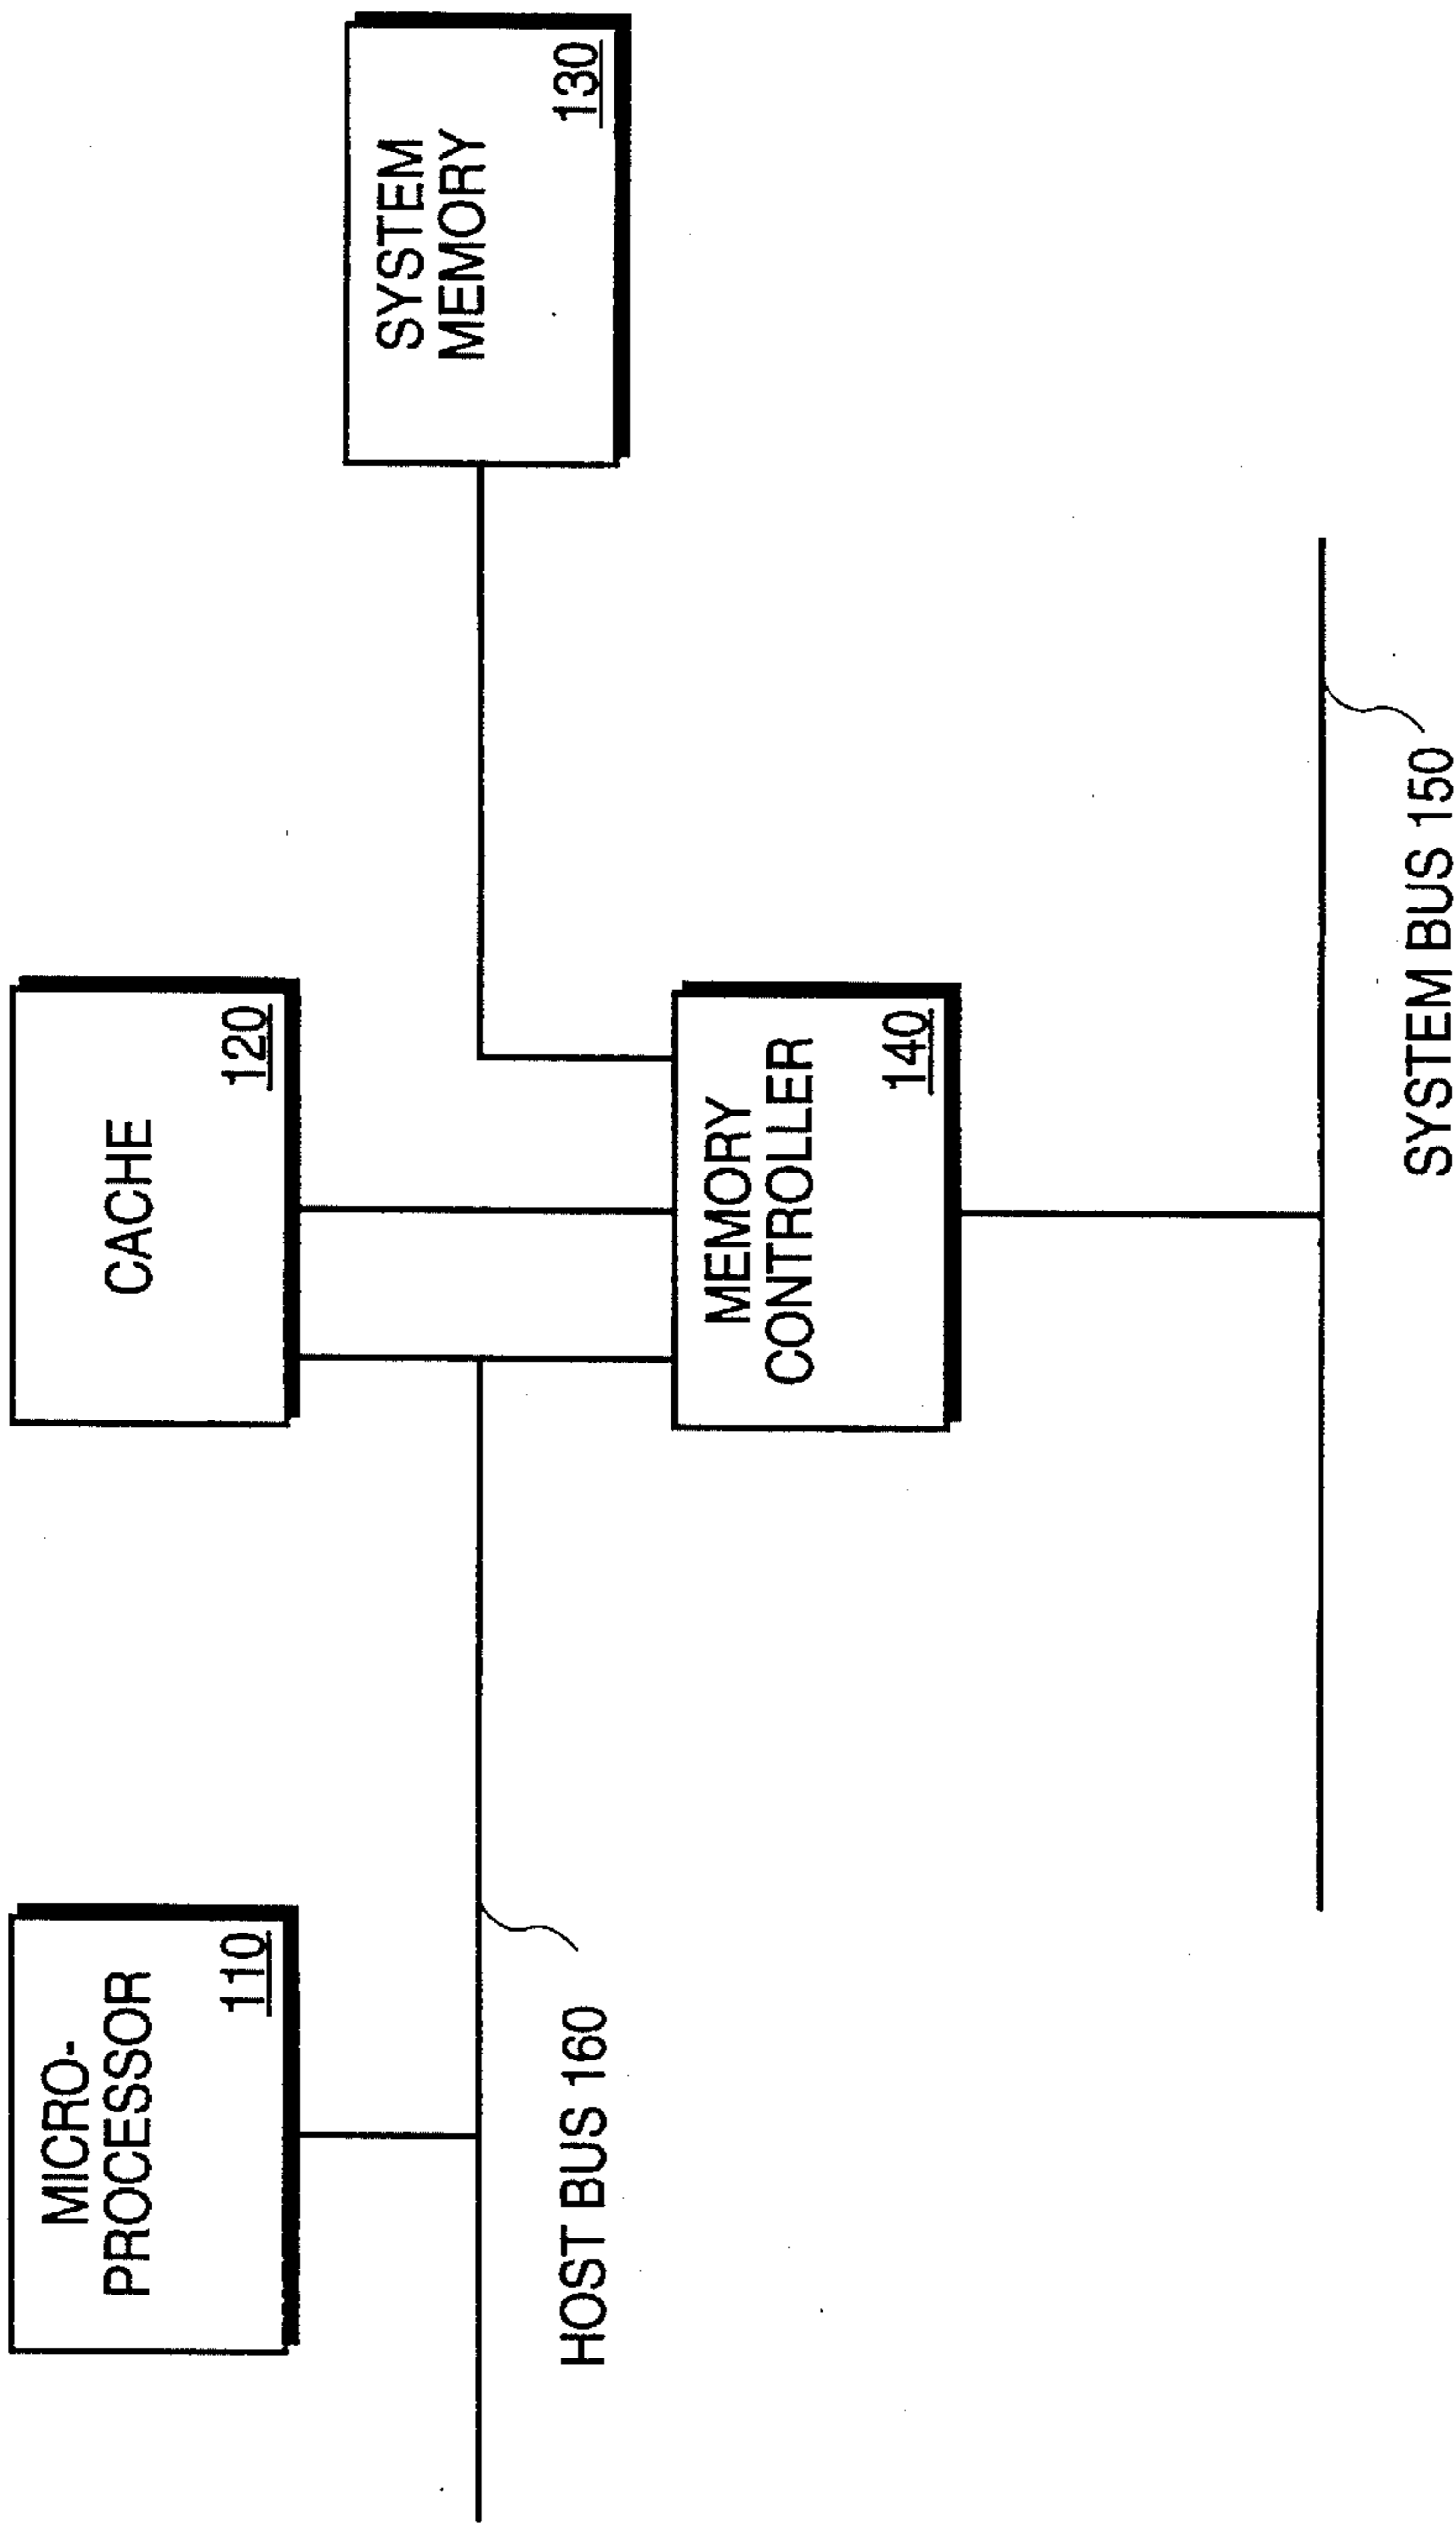 MICRO-
PROCESSOR
110
CACHE
120
SYSTEM
MEMORY
130
HOST BUS 160
MEMORY
CONTROLLER
140
SYSTEM BUS 150